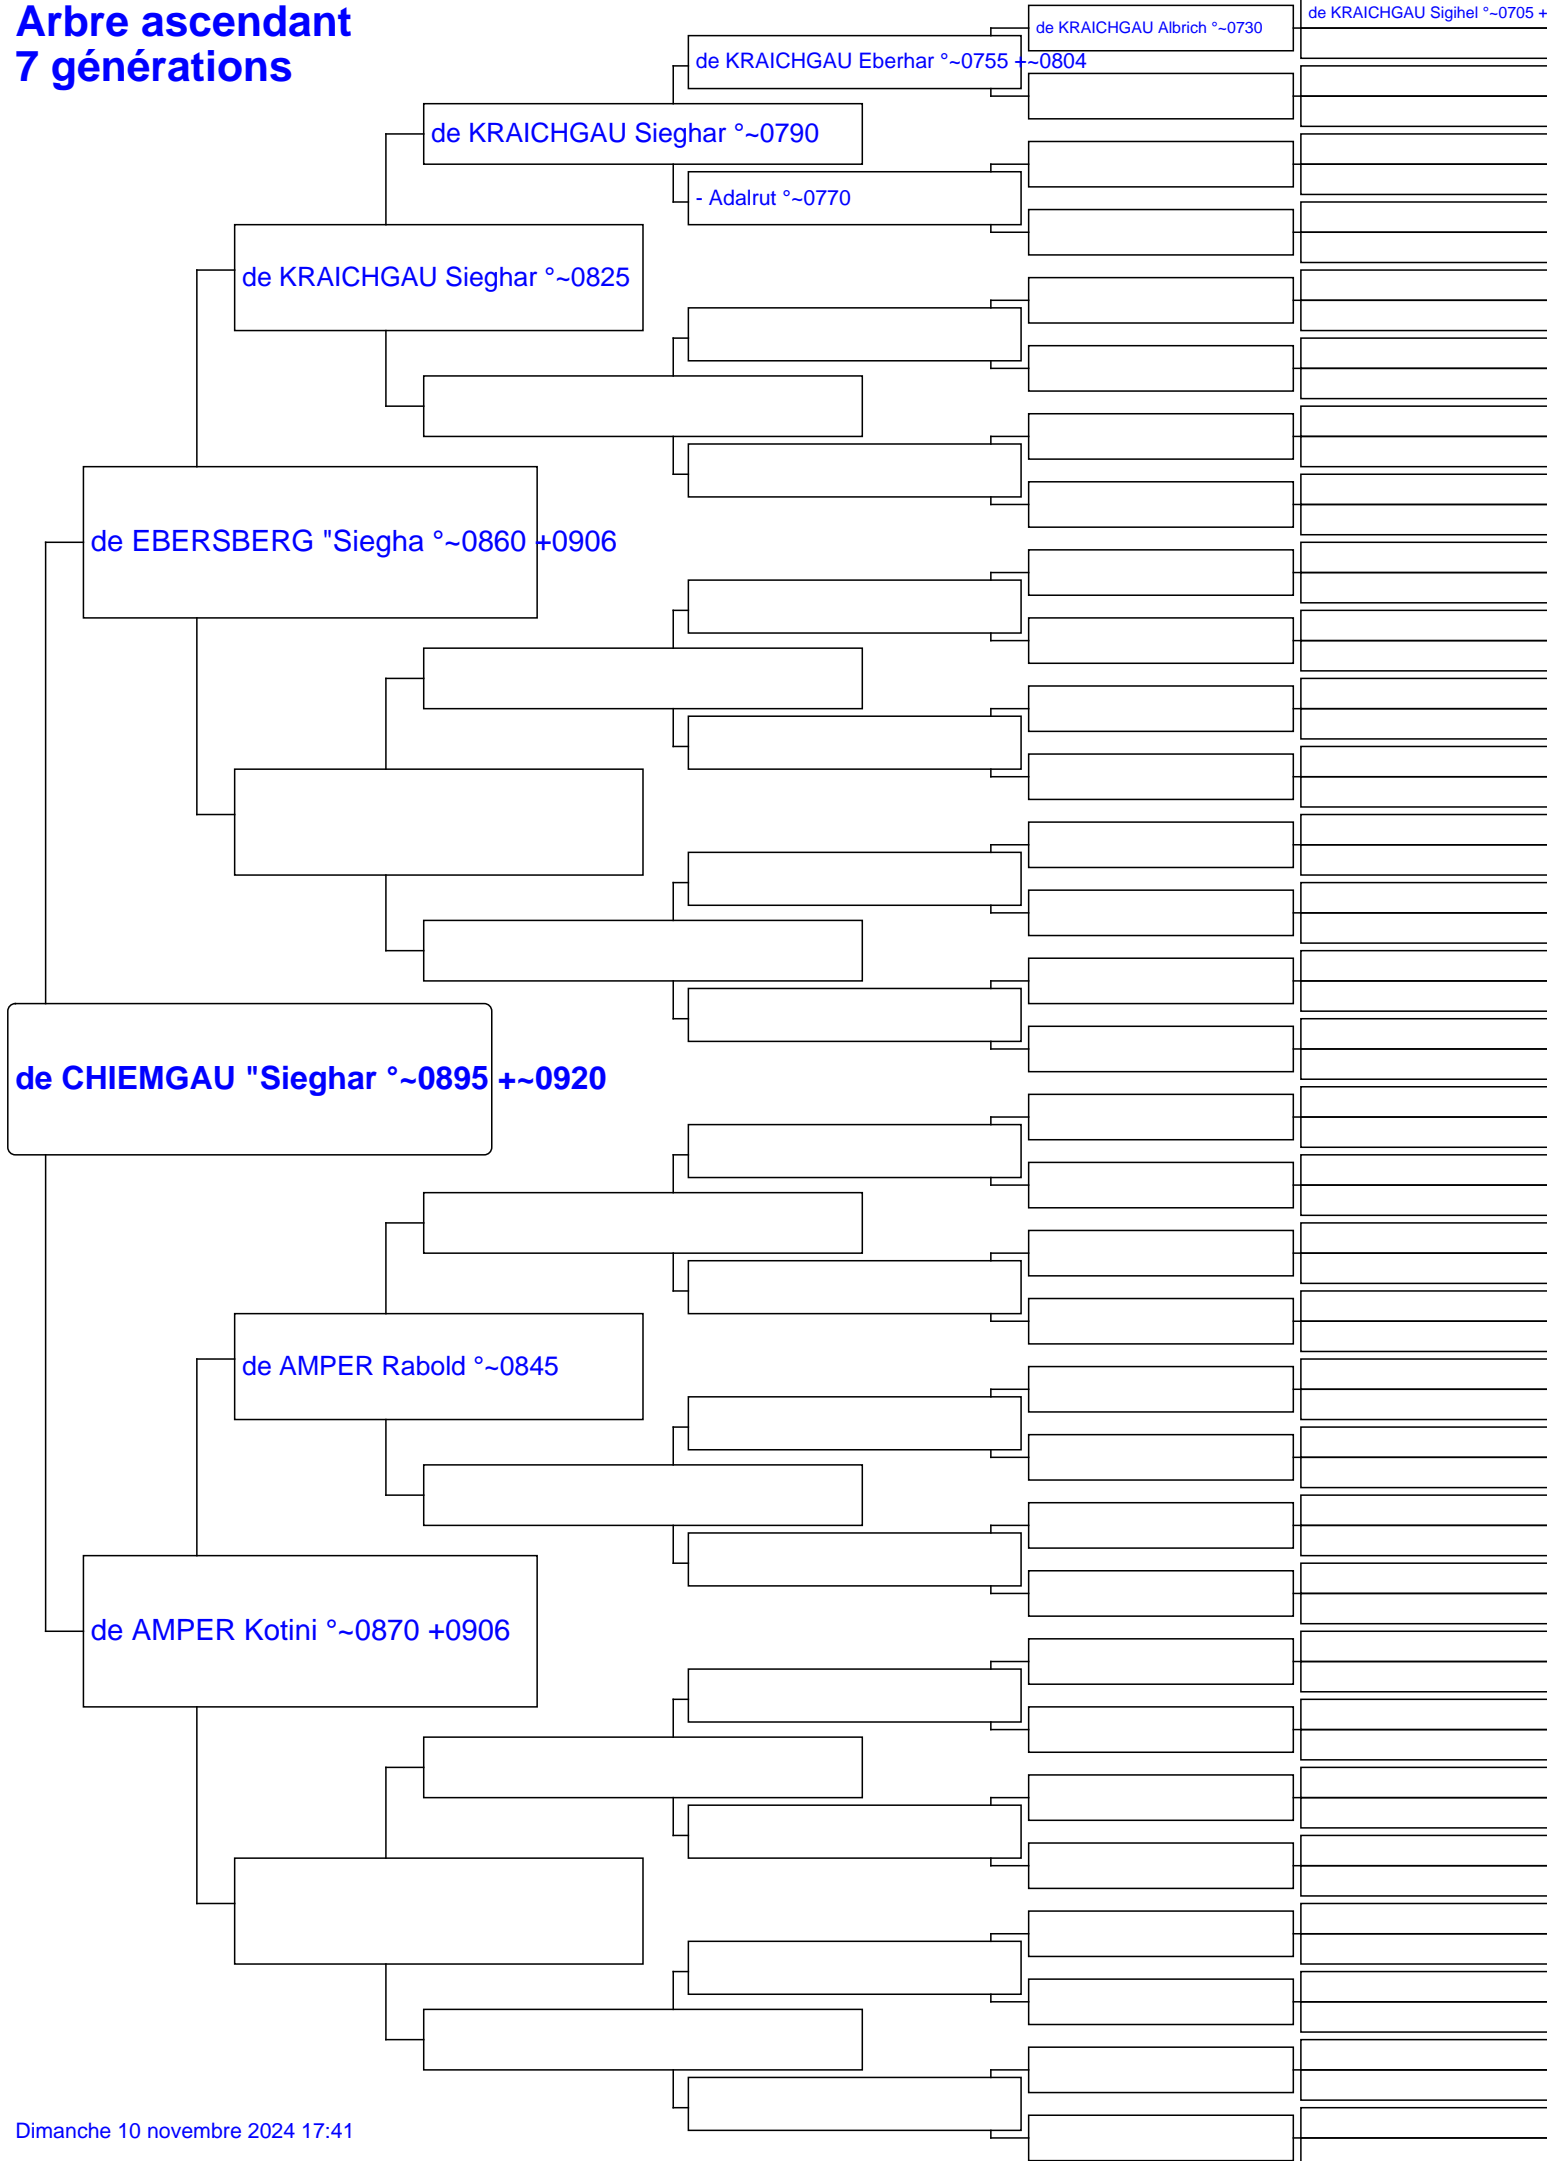 Arbre ascendant
7 générations
de KRAICHGAU Sigihel °~0705 +
de KRAICHGAU Albrich °~0730
de KRAICHGAU Eberhar °~0755 +~0804
de KRAICHGAU Sieghar °~0790
- Adalrut °~0770
de KRAICHGAU Sieghar °~0825
de EBERSBERG "Siegha °~0860 +0906
de CHIEMGAU "Sieghar °~0895 +~0920
de AMPER Rabold °~0845
de AMPER Kotini °~0870 +0906
Dimanche 10 novembre 2024 17:41